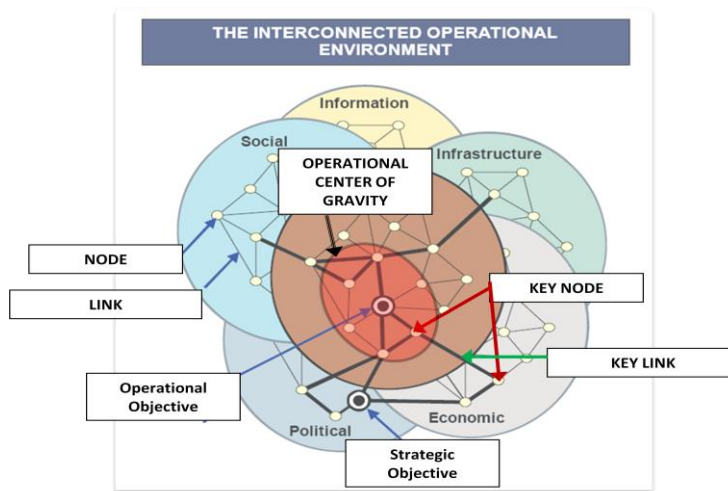 THE INTERCONNECTED OPERATIONAL
ENVIRONMENT
Information
Social
OPERATIONAL
CENTER OF
GRAVITY
Infrastructure
NODE
LINK
KEY NODE
KEY LINK
Operational
Objective
Political
Economic
Strategic
Objective